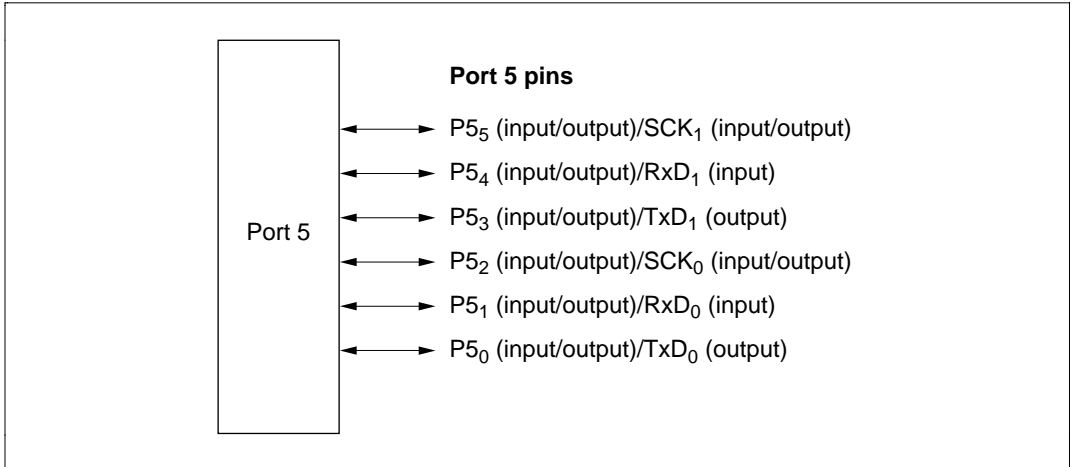 Port 5 pins
P5₅ (input/output)/SCK₁ (input/output)
P5₄ (input/output)/RxD₁ (input)
P5₃ (input/output)/TxD₁ (output)
Port 5
P5₂ (input/output)/SCK₀ (input/output)
P5₁ (input/output)/RxD₀ (input)
P5₀ (input/output)/TxD₀ (output)